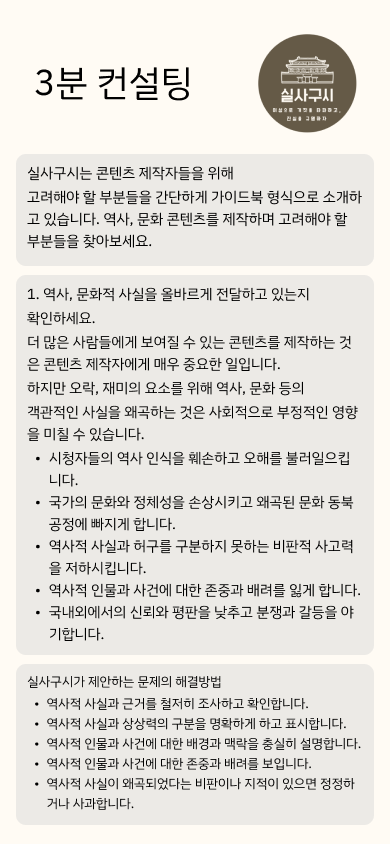 3분 컨설팅
실사구시
의심으로 거짓을 타파하고,
진실을 구별하자
실사구시는 콘텐츠 제작자들을 위해
고려해야 할 부분들을 간단하게 가이드북 형식으로 소개하
고 있습니다. 역사, 문화 콘텐츠를 제작하며 고려해야 할
부분들을 찾아보세요.
1. 역사, 문화적 사실을 올바르게 전달하고 있는지
확인하세요.
더 많은 사람들에게 보여질 수 있는 콘텐츠를 제작하는 것
은 콘텐츠 제작자에게 매우 중요한 일입니다.
하지만 오락, 재미의 요소를 위해 역사, 문화 등의
객관적인 사실을 왜곡하는 것은 사회적으로 부정적인 영향
을 미칠 수 있습니다.
• 시청자들의 역사 인식을 훼손하고 오해를 불러일으킵
니다.
• 국가의 문화와 정체성을 손상시키고 왜곡된 문화 동북
공정에 빠지게 합니다.
• 역사적 사실과 허구를 구분하지 못하는 비판적 사고력
을 저하시킵니다.
• 역사적 인물과 사건에 대한 존중과 배려를 잃게 합니다.
• 국내외에서의 신뢰와 평판을 낮추고 분쟁과 갈등을 야
기합니다.
실사구시가 제안하는 문제의 해결방법
• 역사적 사실과 근거를 철저히 조사하고 확인합니다.
• 역사적 사실과 상상력의 구분을 명확하게 하고 표시합니다.
• 역사적 인물과 사건에 대한 배경과 맥락을 충실히 설명합니다.
• 역사적 인물과 사건에 대한 존중과 배려를 보입니다.
• 역사적 사실이 왜곡되었다는 비판이나 지적이 있으면 정정하
거나 사과합니다.